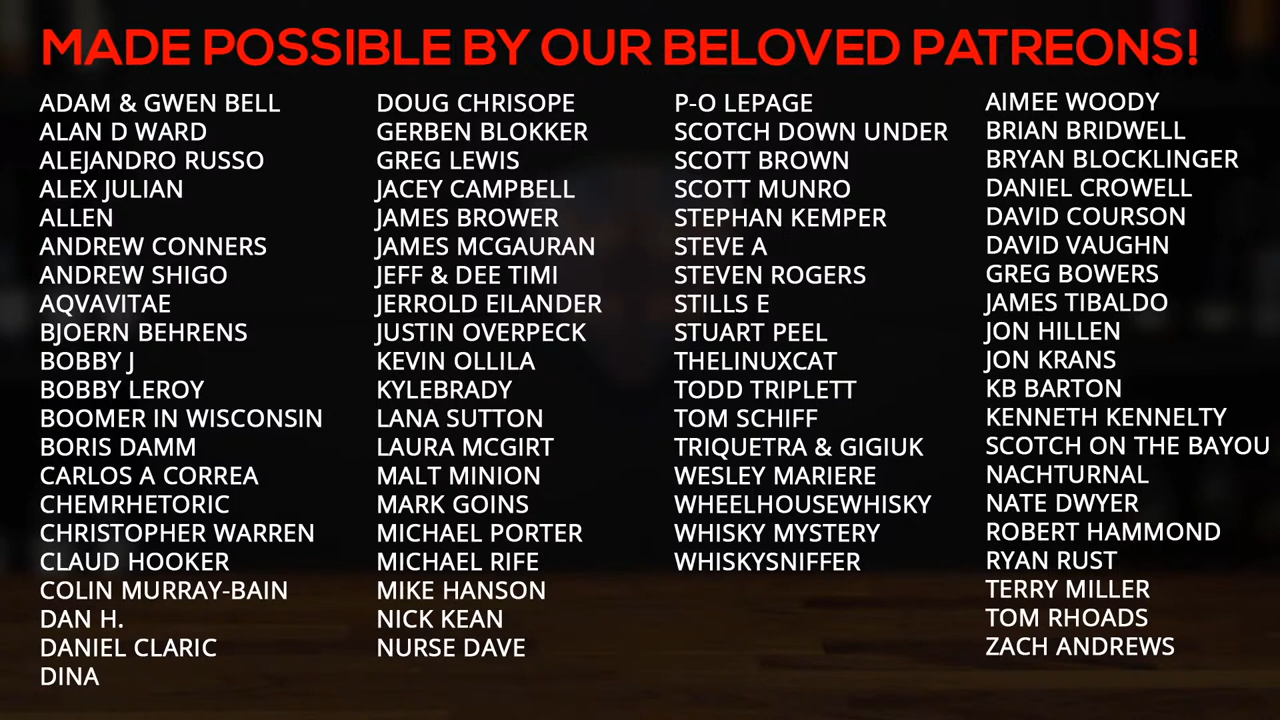 MADE POSSIBLE BY OUR BELOVED PATREONS!
ADAM & GWEN BELL
ALAN D WARD
ALEJANDRO RUSSO
ALEX JULIAN
ALLEN
ANDREW CONNERS
ANDREW SHIGO
AQVAVITAE
BJOERN BEHRENS
BOBBY J
BOBBY LEROY
BOOMER IN WISCONSIN
BORIS DAMM
CARLOS A CORREA
CHEMRHETORIC
CHRISTOPHER WARREN
CLAUD HOOKER
COLIN MURRAY-BAIN
DAN H.
DANIEL CLARIC
DINA
DOUG CHRISOPE
GERBEN BLOKKER
GREG LEWIS
JACEY CAMPBELL
JAMES BROWER
JAMES MCGAURAN
JEFF & DEE TIMI
JERROLD EILANDER
JUSTIN OVERPECK
KEVIN OLLILA
KYLEBRADY
LANA SUTTON
LAURA MCGIRT
MALT MINION
MARK GOINS
MICHAEL PORTER
MICHAEL RIFE
MIKE HANSON
NICK KEAN
NURSE DAVE
P-O LEPAGE
SCOTCH DOWN UNDER
SCOTT BROWN
SCOTT MUNRO
STEPHAN KEMPER
STEVE A
STEVEN ROGERS
STILLS E
STUART PEEL
THELINUXCAT
TODD TRIPLETT
TOM SCHIFF
TRIQUETRA & GIGIUK
WESLEY MARIERE
WHEELHOUSEWHISKY
WHISKY MYSTERY
WHISKYSNIFFER
AIMEE WOODY
BRIAN BRIDWELL
BRYAN BLOCKLINGER
DANIEL CROWELL
DAVID COURSON
DAVID VAUGHN
GREG BOWERS
JAMES TIBALDO
JON HILLEN
JON KRANS
KB BARTON
KENNETH KENNELTY
SCOTCH ON THE BAYOU
NACHTURNAL
NATE DWYER
ROBERT HAMMOND
RYAN RUST
TERRY MILLER
TOM RHOADS
ZACH ANDREWS